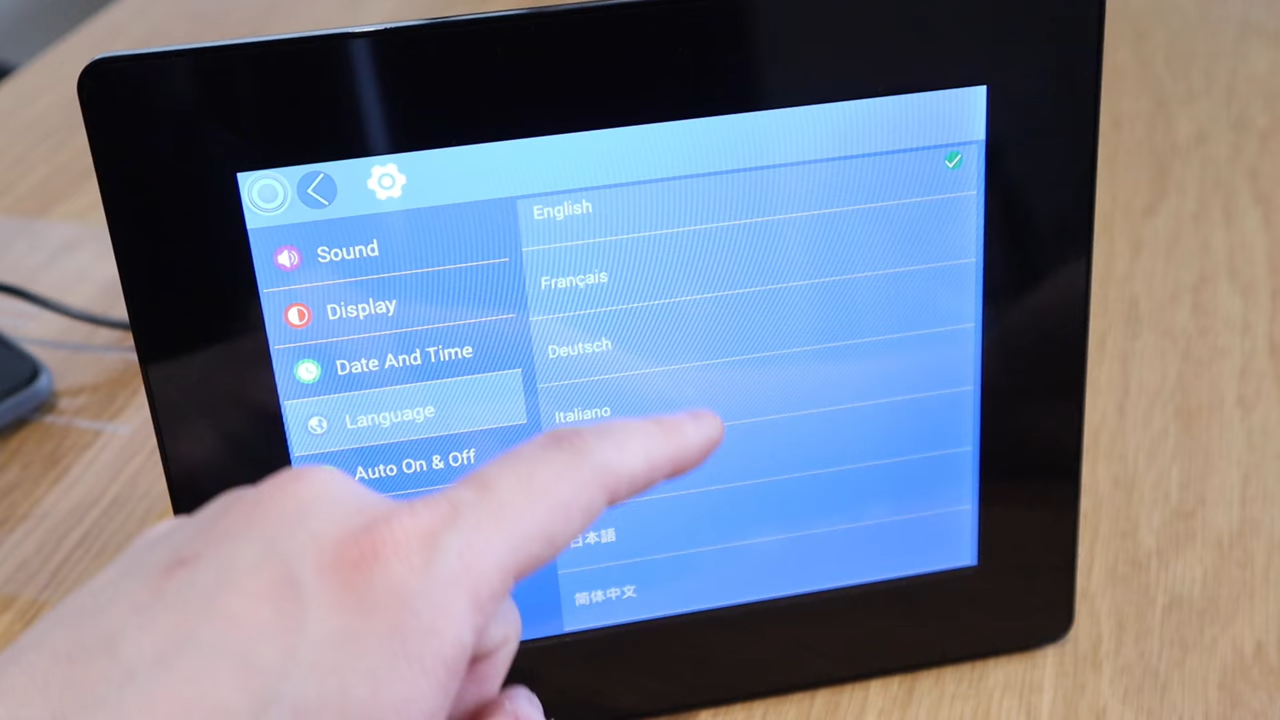 Sound
Display
Date And Time
Language
Auto On & Off
English
Français
Deutsch
Italiano
日本語
简体中文